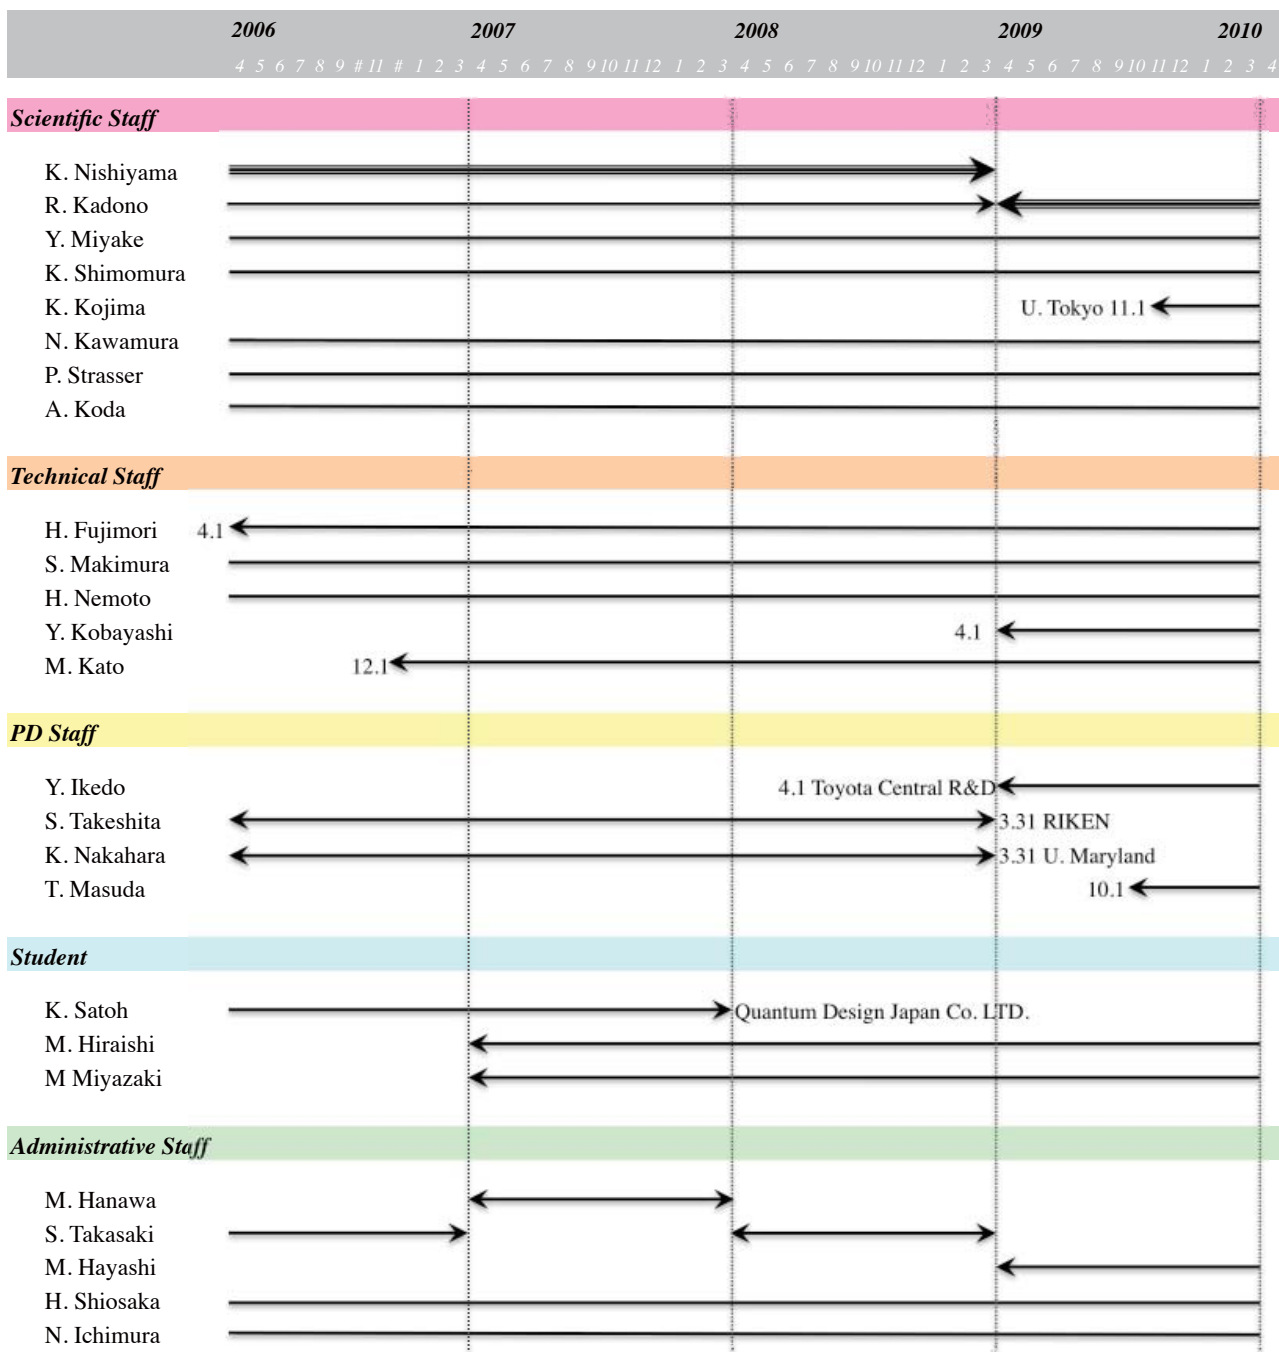 2006 2007 2008 2009 2010
4 5 6 7 8 9 # 11 # 1 2 3 4 5 6 7 8 9 10 11 12 1 2 3 4 5 6 7 8 9 10 11 12 1 2 3 4 5 6 7 8 9 10 11 12 1 2 3 4
Scientific Staff
K. Nishiyama
R. Kadono
Y. Miyake
K. Shimomura
K. Kojima U. Tokyo 11.1
N. Kawamura
P. Strasser
A. Koda
Technical Staff
H. Fujimori 4.1
S. Makimura
H. Nemoto
Y. Kobayashi 4.1
M. Kato 12.1
PD Staff
Y. Ikedo 4.1 Toyota Central R&D
S. Takeshita 3.31 RIKEN
K. Nakahara 3.31 U. Maryland
T. Masuda 10.1
Student
K. Satoh Quantum Design Japan Co. LTD.
M. Hiraishi
M Miyazaki
Administrative Staff
M. Hanawa
S. Takasaki
M. Hayashi
H. Shiosaka
N. Ichimura